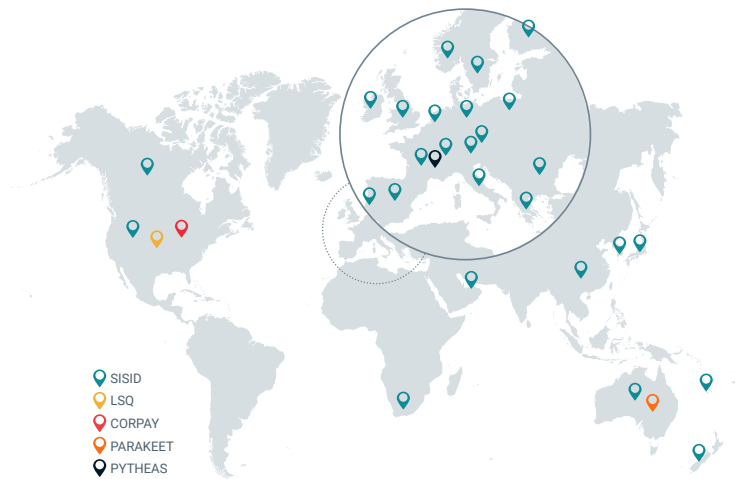 SISID
LSQ
CORPAY
PARAKEET
PYTHEAS